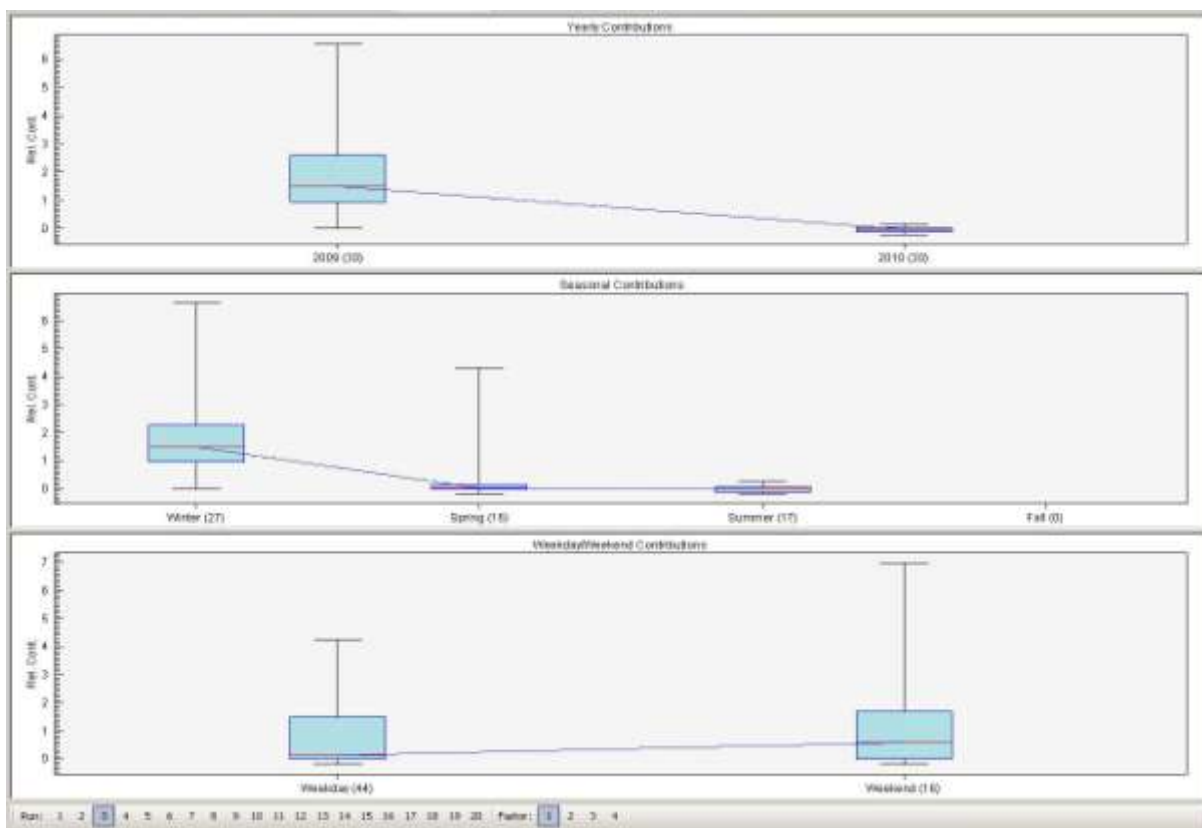 Yearly Contributions
6
5
4
3
2
1
0
Rel. Cont.
2009 (30)
2010 (30)
Seasonal Contributions
6
5
4
3
2
1
0
Rel. Cont.
Winter (27)
Spring (16)
Summer (17)
Fall (0)
Weekday/Weekend Contributions
7
6
5
4
3
2
1
0
Rel. Cont.
Weekday (44)
Weekend (16)
Run: 1 2 3 4 5 6 7 8 9 10 11 12 13 14 15 16 17 18 19 20 Factor: 1 2 3 4